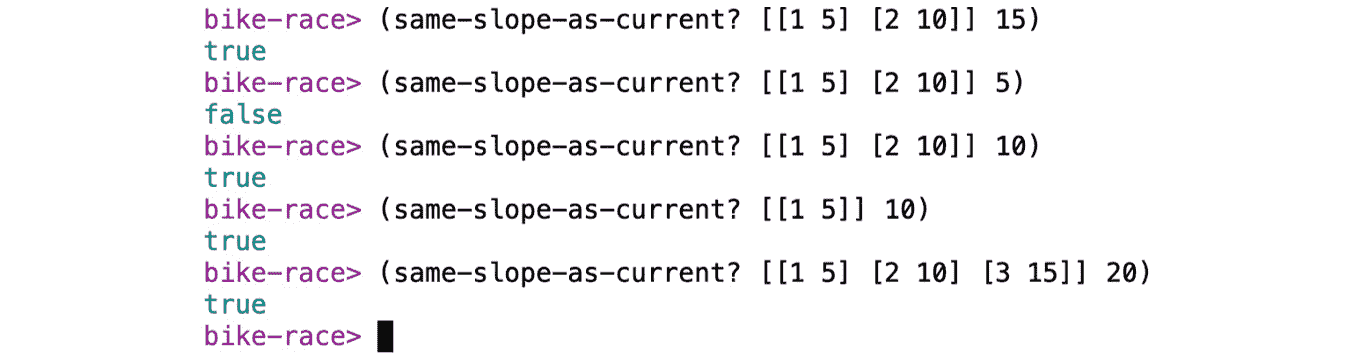 bike-race> (same-slope-as-current? [[1 5] [2 10]] 15)
true
bike-race> (same-slope-as-current? [[1 5] [2 10]] 5)
false
bike-race> (same-slope-as-current? [[1 5] [2 10]] 10)
true
bike-race> (same-slope-as-current? [[1 5]] 10)
true
bike-race> (same-slope-as-current? [[1 5] [2 10] [3 15]] 20)
true
bike-race>